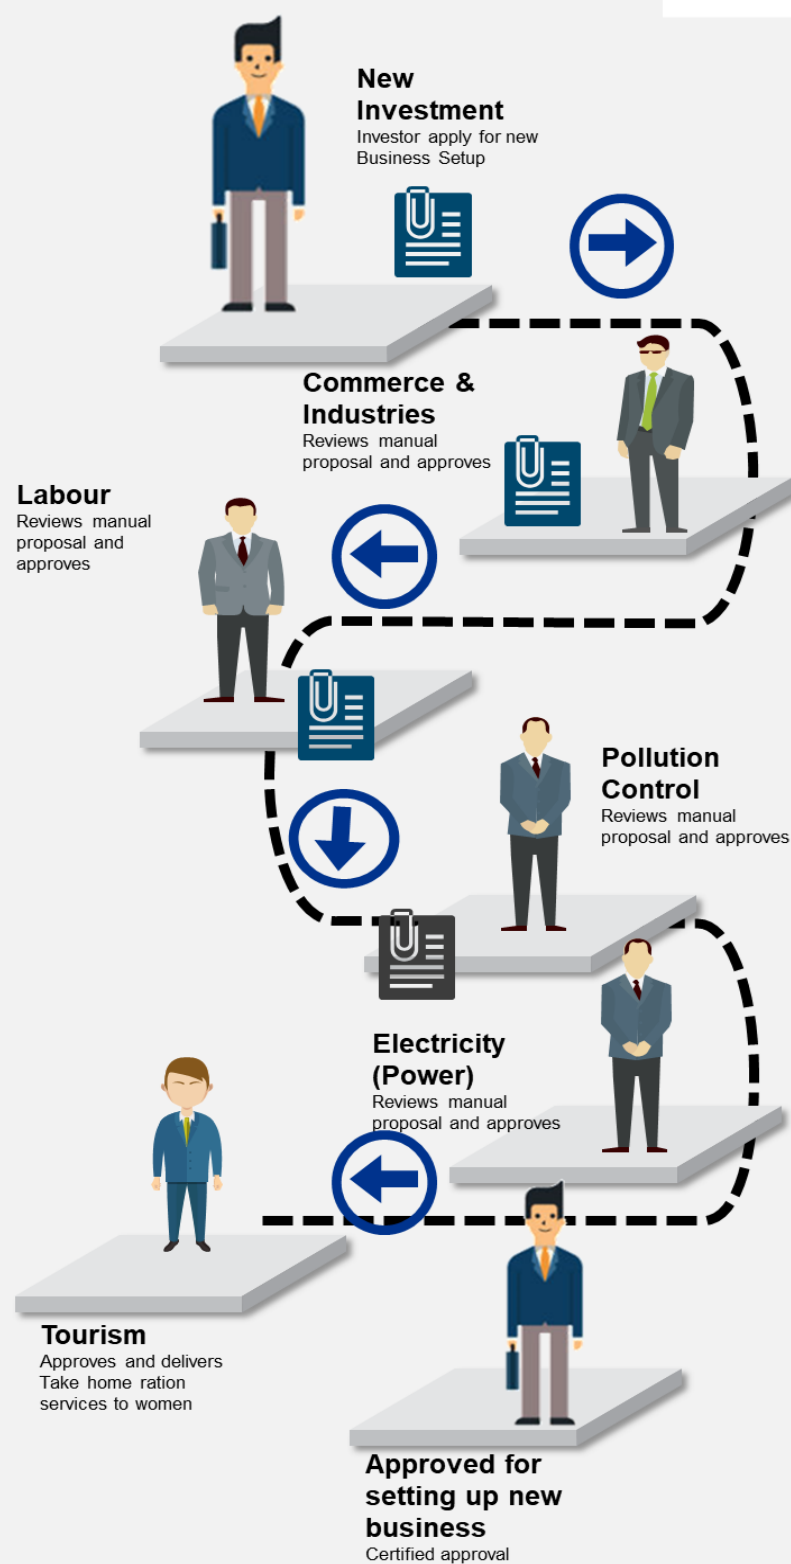 New
Investment
Investor apply for new
Business Setup
Commerce &
Industries
Reviews manual
proposal and approves
Labour
Reviews manual
proposal and
approves
Pollution
Control
Reviews manual
proposal and approves
Electricity
(Power)
Reviews manual
proposal and approves
Tourism
Approves and delivers
Take home ration
services to women
Approved for
setting up new
business
Certified approval